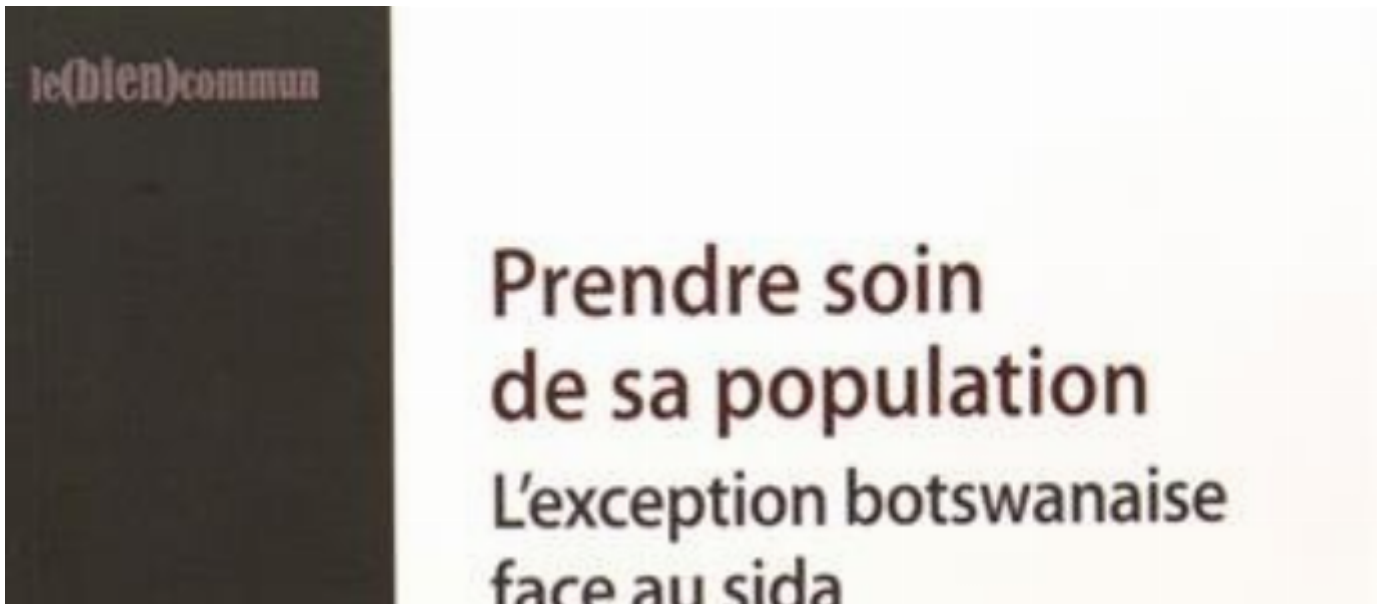 le(bien)commun
Prendre soin
de sa population
L'exception botswanaise
face au sida